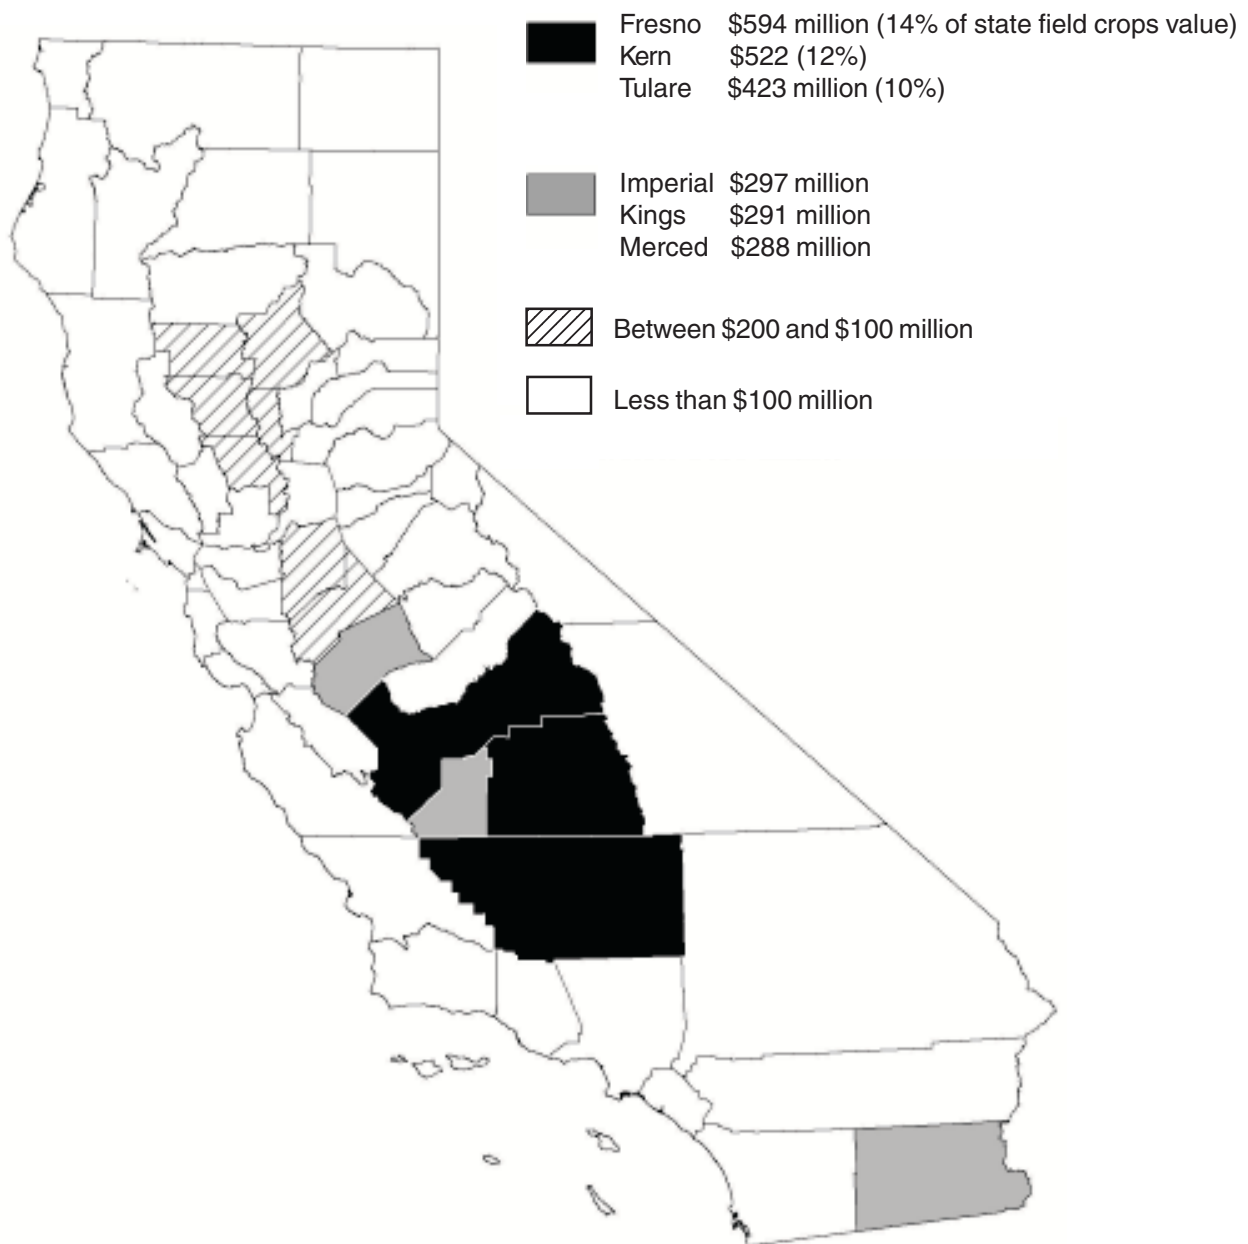 Fresno $594 million (14% of state field crops value)
Kern $522 (12%)
Tulare $423 million (10%)
Imperial $297 million
Kings $291 million
Merced $288 million
Between $200 and $100 million
Less than $100 million